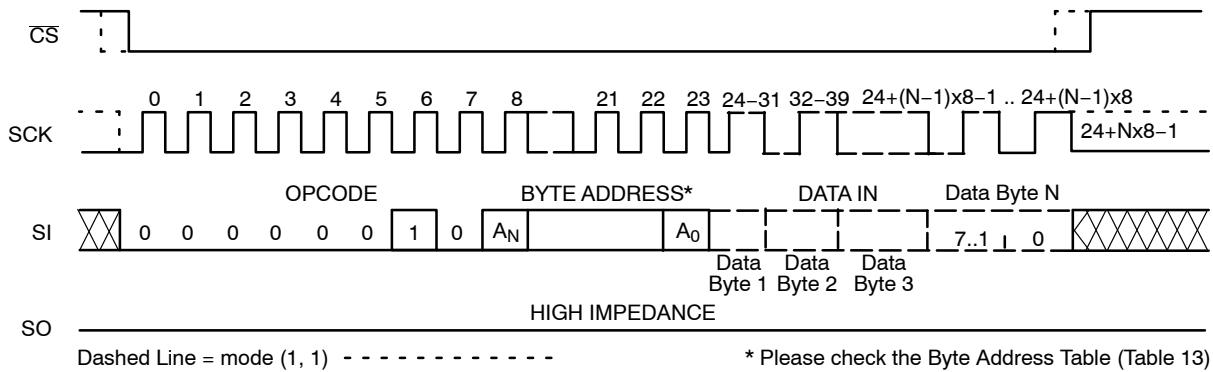 CS
0 1 2 3 4 5 6 7 8 21 22 23 24–31 32–39 24+(N–1)x8–1 .. 24+(N–1)x8
SCK
24+Nx8–1
OPCODE BYTE ADDRESS* DATA IN Data Byte N
SI
0 0 0 0 0 0 1 0 AN A0 7..1 0
Data Byte 1
Data Byte 2
Data Byte 3
HIGH IMPEDANCE
SO
Dashed Line = mode (1, 1) * Please check the Byte Address Table (Table 13)